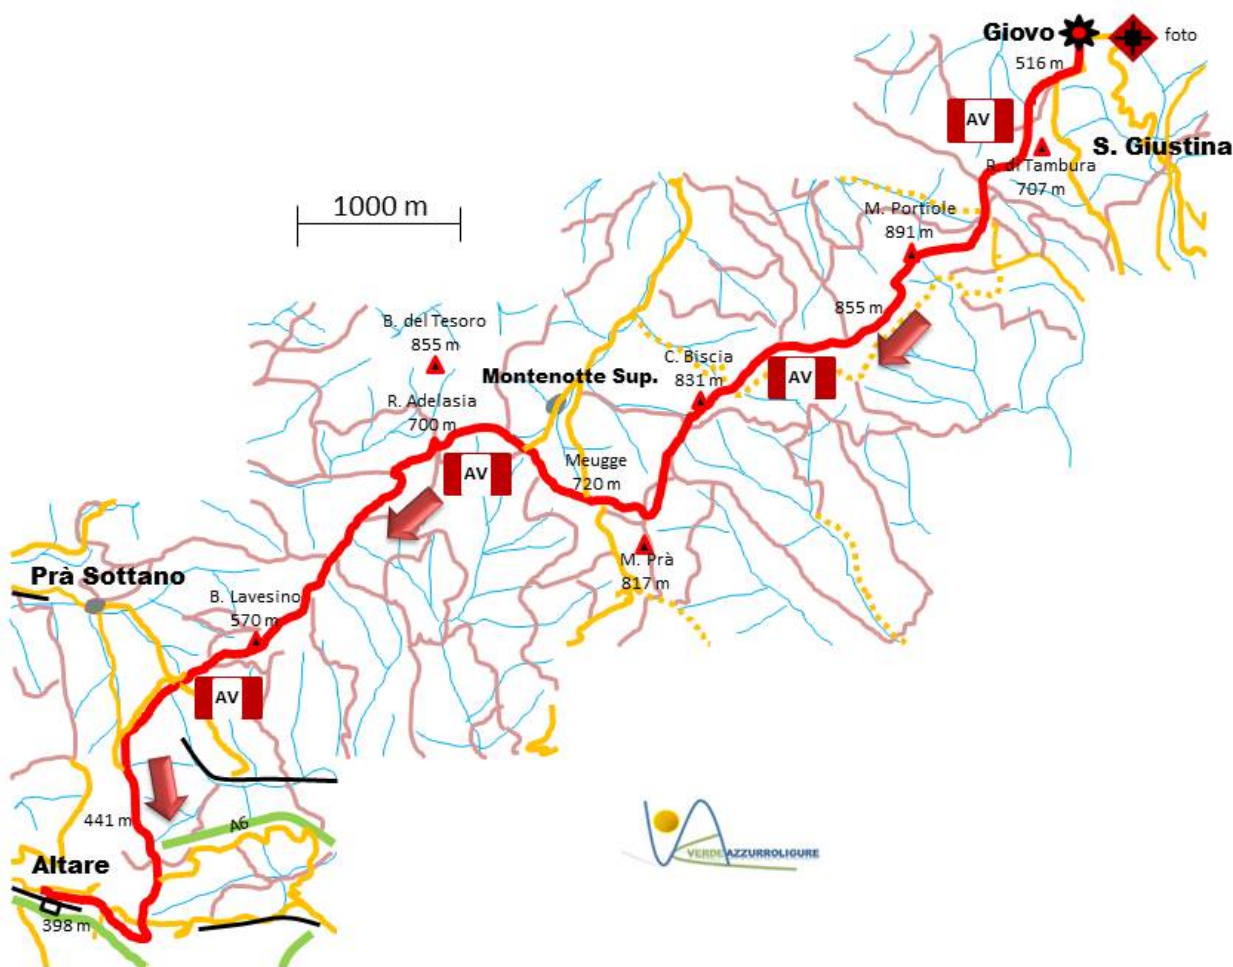 Giovo
foto
516 m
AV
S. Giustina
R. di Tambura
707 m
1000 m
M. Portiole
891 m
855 m
B. del Tesoro
855 m
C. Biscia
831 m
AV
Montenotte Sup.
R. Adelasia
700 m
AV
Meugge
720 m
M. Prà
817 m
Prà Sottano
B. Lavesino
570 m
AV
441 m
A6
Altare
398 m
VERDEAZZURROLIGURE